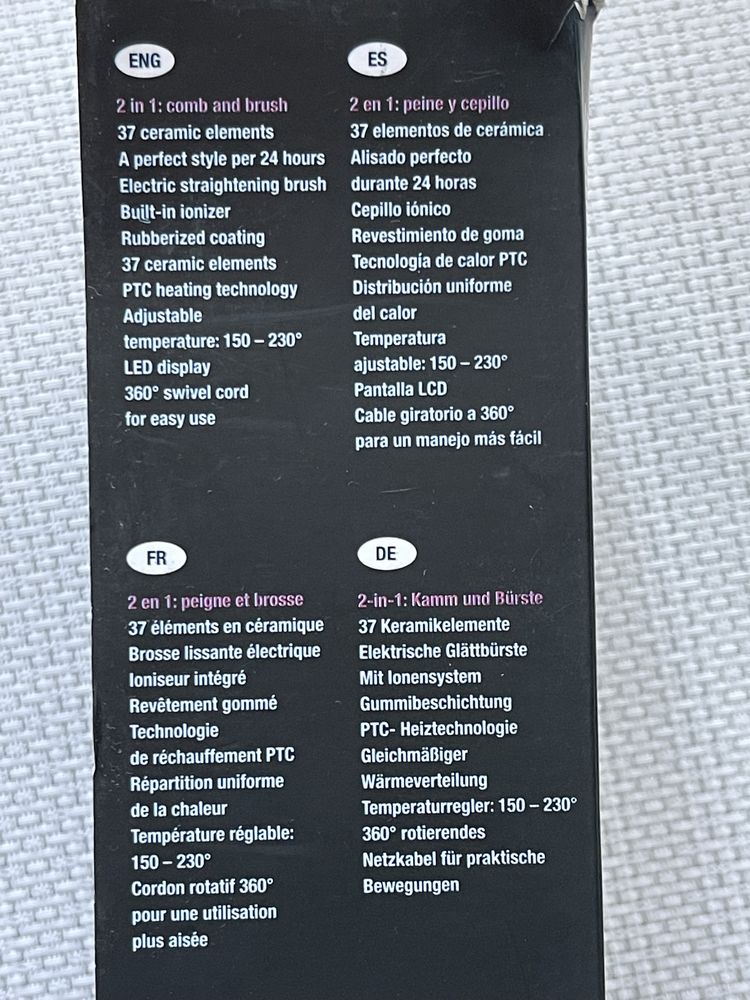 ENG
2 in 1: comb and brush
37 ceramic elements
A perfect style per 24 hours
Electric straightening brush
Built-in ionizer
Rubberized coating
37 ceramic elements
PTC heating technology
Adjustable
temperature: 150 – 230°
LED display
360° swivel cord
for easy use
ES
2 en 1: peine y cepillo
37 elementos de cerámica
Alisado perfecto
durante 24 horas
Cepillo iónico
Revestimiento de goma
Tecnología de calor PTC
Distribución uniforme
del calor
Temperatura
ajustable: 150 – 230°
Pantalla LCD
Cable giratorio a 360°
para un manejo más fácil
FR
2 en 1: peigne et brosse
37 éléments en céramique
Brosse lissante électrique
Ioniseur intégré
Revêtement gommé
Technologie
de réchauffement PTC
Répartition uniforme
de la chaleur
Température réglable:
150 – 230°
Cordon rotatif 360°
pour une utilisation
plus aisée
DE
2-in-1: Kamm und Bürste
37 Keramikelemente
Elektrische Glättbürste
Mit Ionensystem
Gummibeschichtung
PTC- Heiztechnologie
Gleichmäßiger
Wärmeverteilung
Temperaturregler: 150 – 230°
360° rotierendes
Netzkabel für praktische
Bewegungen